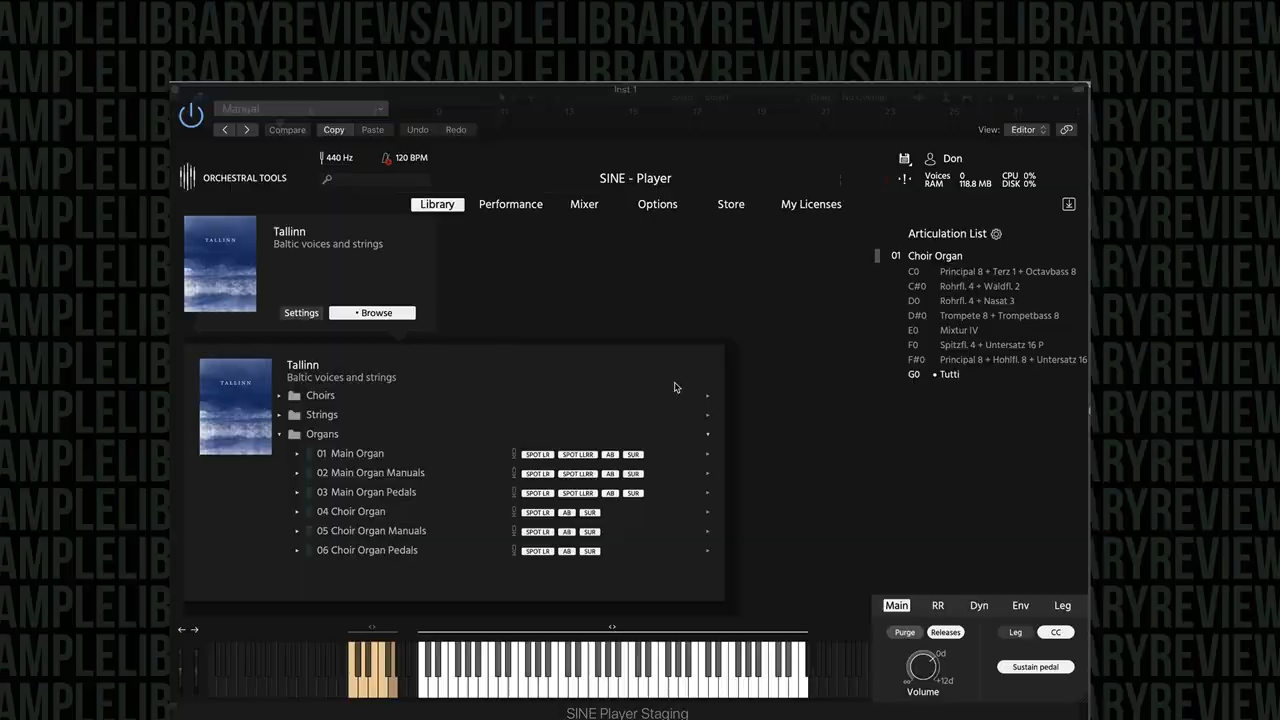 SAMPLELIBRARYREVIEWSAMPLELIBRARYREVIEWSAMPLELIBRARYREVIEWS
Inst 1
Manual
Compare
Copy
Paste
Undo
Redo
View:
Editor
440 Hz
120 BPM
Don
ORCHESTRAL TOOLS
SINE - Player
Voices 0 CPU 0%
RAM 118.8 MB DISK 0%
Library
Performance
Mixer
Options
Store
My Licenses
TALLINN
Tallinn
Baltic voices and strings
Settings
• Browse
Articulation List
01 Choir Organ
C0 Principal 8 + Terz 1 + Octavbass 8
C#0 Rohrfl. 4 + Waldfl. 2
D0 Rohrfl. 4 + Nasat 3
D#0 Trompete 8 + Trompetbass 8
E0 Mixtur IV
F0 Spitzfl. 4 + Untersatz 16 P
F#0 Principal 8 + Hohlfl. 8 + Untersatz 16
G0 • Tutti
TALLINN
Tallinn
Baltic voices and strings
Choirs
Strings
Organs
01 Main Organ SPOT LR SPOT LLRR AB SUR
02 Main Organ Manuals SPOT LR SPOT LLRR AB SUR
03 Main Organ Pedals SPOT LR SPOT LLRR AB SUR
04 Choir Organ SPOT LR AB SUR
05 Choir Organ Manuals SPOT LR AB SUR
06 Choir Organ Pedals SPOT LR AB SUR
Main
RR
Dyn
Env
Leg
Purge
Releases
Leg
CC
0d
∞
+12d
Volume
Sustain pedal
SINE Player Staging